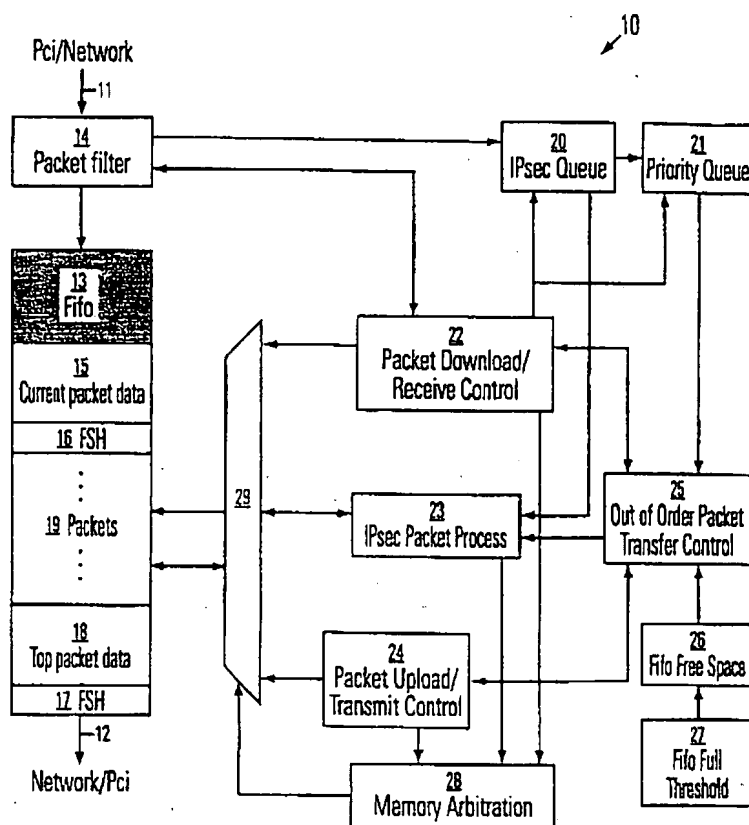 10
Pci/Network
11
14
Packet filter
20
IPsec Queue
21
Priority Queue
13
Fifo
15
Current packet data
16 FSH
19 Packets
18
Top packet data
17 FSH
12
Network/Pci
29
22
Packet Download/
Receive Control
23
IPsec Packet Process
24
Packet Upload/
Transmit Control
25
Out of Order Packet
Transfer Control
26
Fifo Free Space
27
Fifo Full
Threshold
28
Memory Arbitration